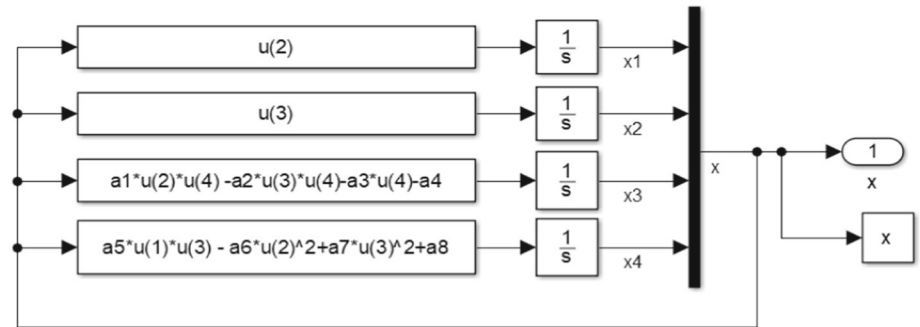 u(2)
1
s
x1
u(3)
1
s
x2
a1*u(2)*u(4) -a2*u(3)*u(4)-a3*u(4)-a4
1
s
x3
a5*u(1)*u(3) - a6*u(2)^2+a7*u(3)^2+a8
1
s
x4
x
1
x
x